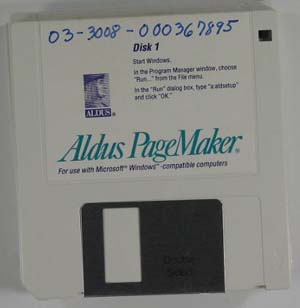 03-3008-000367895
Disk 1
Start Windows.
In the Program Manager window, choose
"Run..." from the File menu.
In the "Run" dialog box, type "a:aldsetup"
and click "OK."
ALDUS®
Aldus PageMaker®
For use with Microsoft® Windows™-compatible computers
Double
Sided